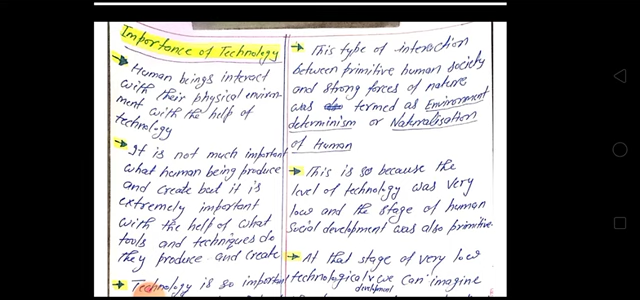 Importance of Technology
→ Human beings interact
with their physical environ-
ment with the help of
technology
→ It is not much important
what human being produce
and create but it is
extremely important
with the help of what
tools and techniques do
they produce and create
→ Technology is so important
→ This type of interaction
between primitive human society
and strong forces of nature
was termed as Environment
determinism or Naturalisation
of Human
→ This is so because the
level of technology was very
low and the stage of human
social development was also primitive.
→ At that stage of very low
technological development we can imagine